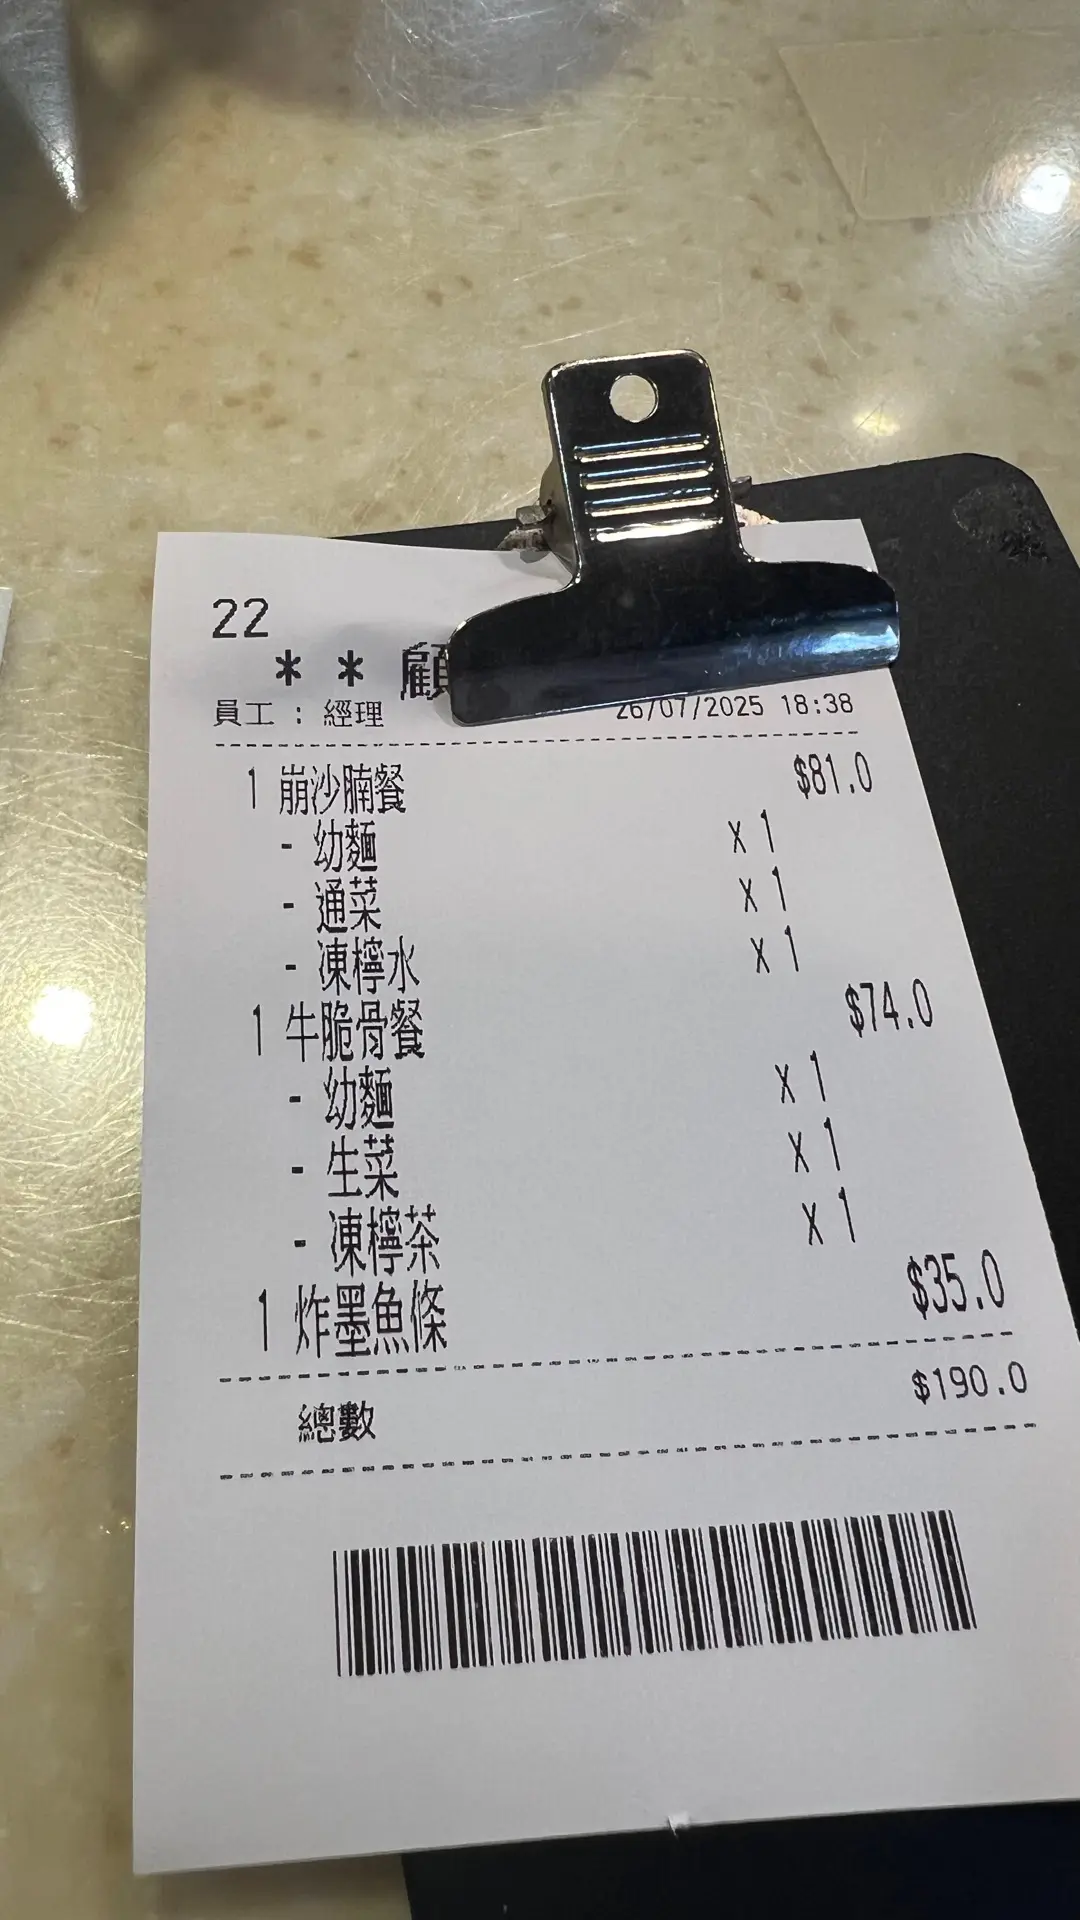 22
* * 顧
員工 : 經理 26/07/2025 18:38
1 崩沙腩餐 $81.0
- 幼麵 X 1
- 通菜 X 1
- 凍檸水 X 1
1 牛脆骨餐 $74.0
- 幼麵 X 1
- 生菜 X 1
- 凍檸茶 X 1
1 炸墨魚條 $35.0
總數 $190.0